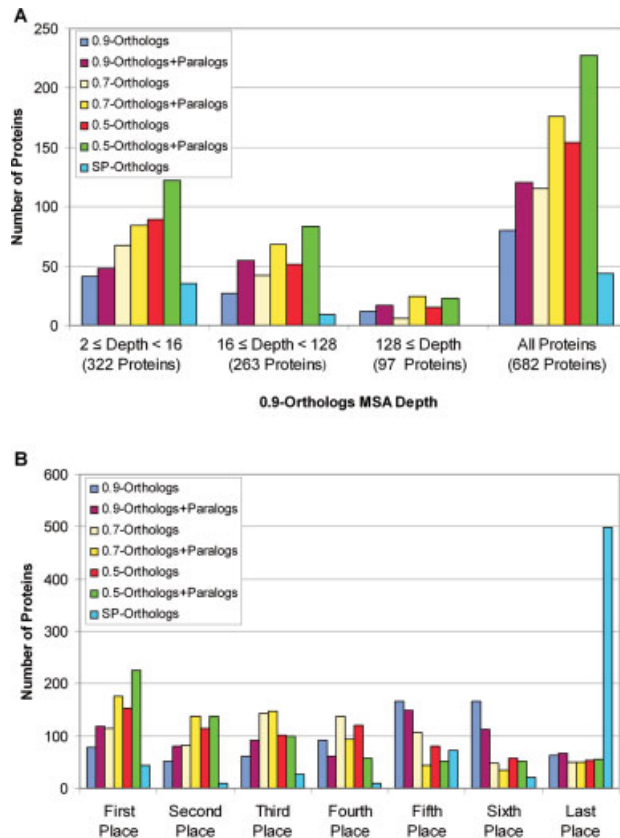 A
250
200
150
100
50
0
Number of Proteins
0.9-Orthologs
0.9-Orthologs+Paralogs
0.7-Orthologs
0.7-Orthologs+Paralogs
0.5-Orthologs
0.5-Orthologs+Paralogs
SP-Orthologs
2 ≤ Depth < 16
(322 Proteins)
16 ≤ Depth < 128
(263 Proteins)
128 ≤ Depth
(97 Proteins)
All Proteins
(682 Proteins)
0.9-Orthologs MSA Depth
B
600
500
400
300
200
100
0
Number of Proteins
0.9-Orthologs
0.9-Orthologs+Paralogs
0.7-Orthologs
0.7-Orthologs+Paralogs
0.5-Orthologs
0.5-Orthologs+Paralogs
SP-Orthologs
First
Place
Second
Place
Third
Place
Fourth
Place
Fifth
Place
Sixth
Place
Last
Place